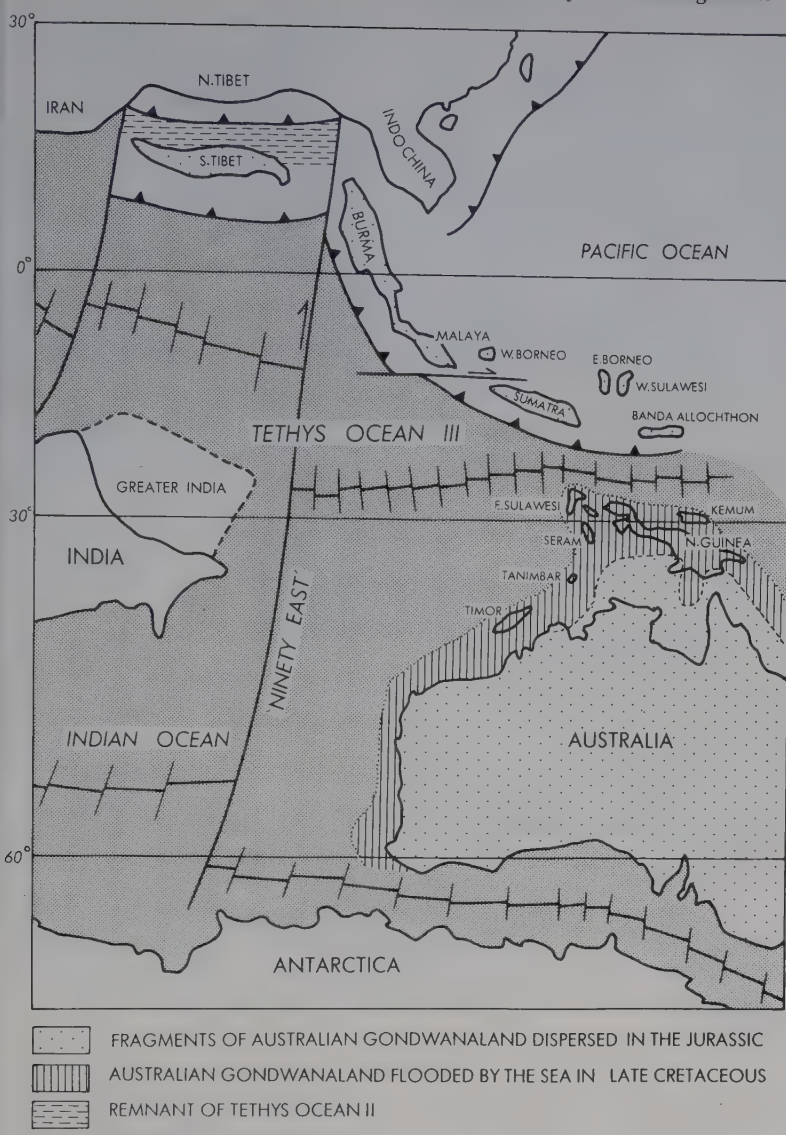 30°
N. TIBET
IRAN
INDOCHINA
S. TIBET
BURMA
PACIFIC OCEAN
0°
MALAYA
W. BORNEO
E. BORNEO
W. SULAWESI
SUMATRA
BANDA ALLOCHTHON
TETHYS OCEAN III
GREATER INDIA
E. SULAWESI
KEMUM
30°
SERAM
N. GUINEA
INDIA
TANIMBAR
TIMOR
NINETY EAST
INDIAN OCEAN
AUSTRALIA
60°
ANTARCTICA
FRAGMENTS OF AUSTRALIAN GONDWANALAND DISPERSED IN THE JURASSIC
AUSTRALIAN GONDWANALAND FLOODED BY THE SEA IN LATE CRETACEOUS
REMNANT OF TETHYS OCEAN II